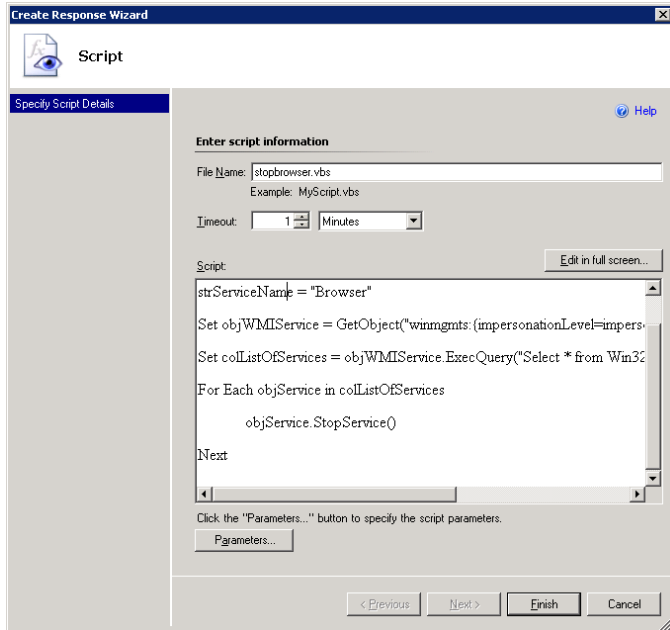 Create Response Wizard
Script
Specify Script Details
Help
Enter script information
File Name: stopbrowser.vbs
Example: MyScript.vbs
Timeout: 1 Minutes
Edit in full screen...
Script:
strServiceName = "Browser"
Set objWMIService = GetObject("winmgmts:{impersonationLevel=impers
Set colListOfServices = objWMIService.ExecQuery("Select * from Win32
For Each objService in colListOfServices
objService.StopService()
Next
Click the "Parameters..." button to specify the script parameters.
Parameters...
< Previous Next > Finish Cancel